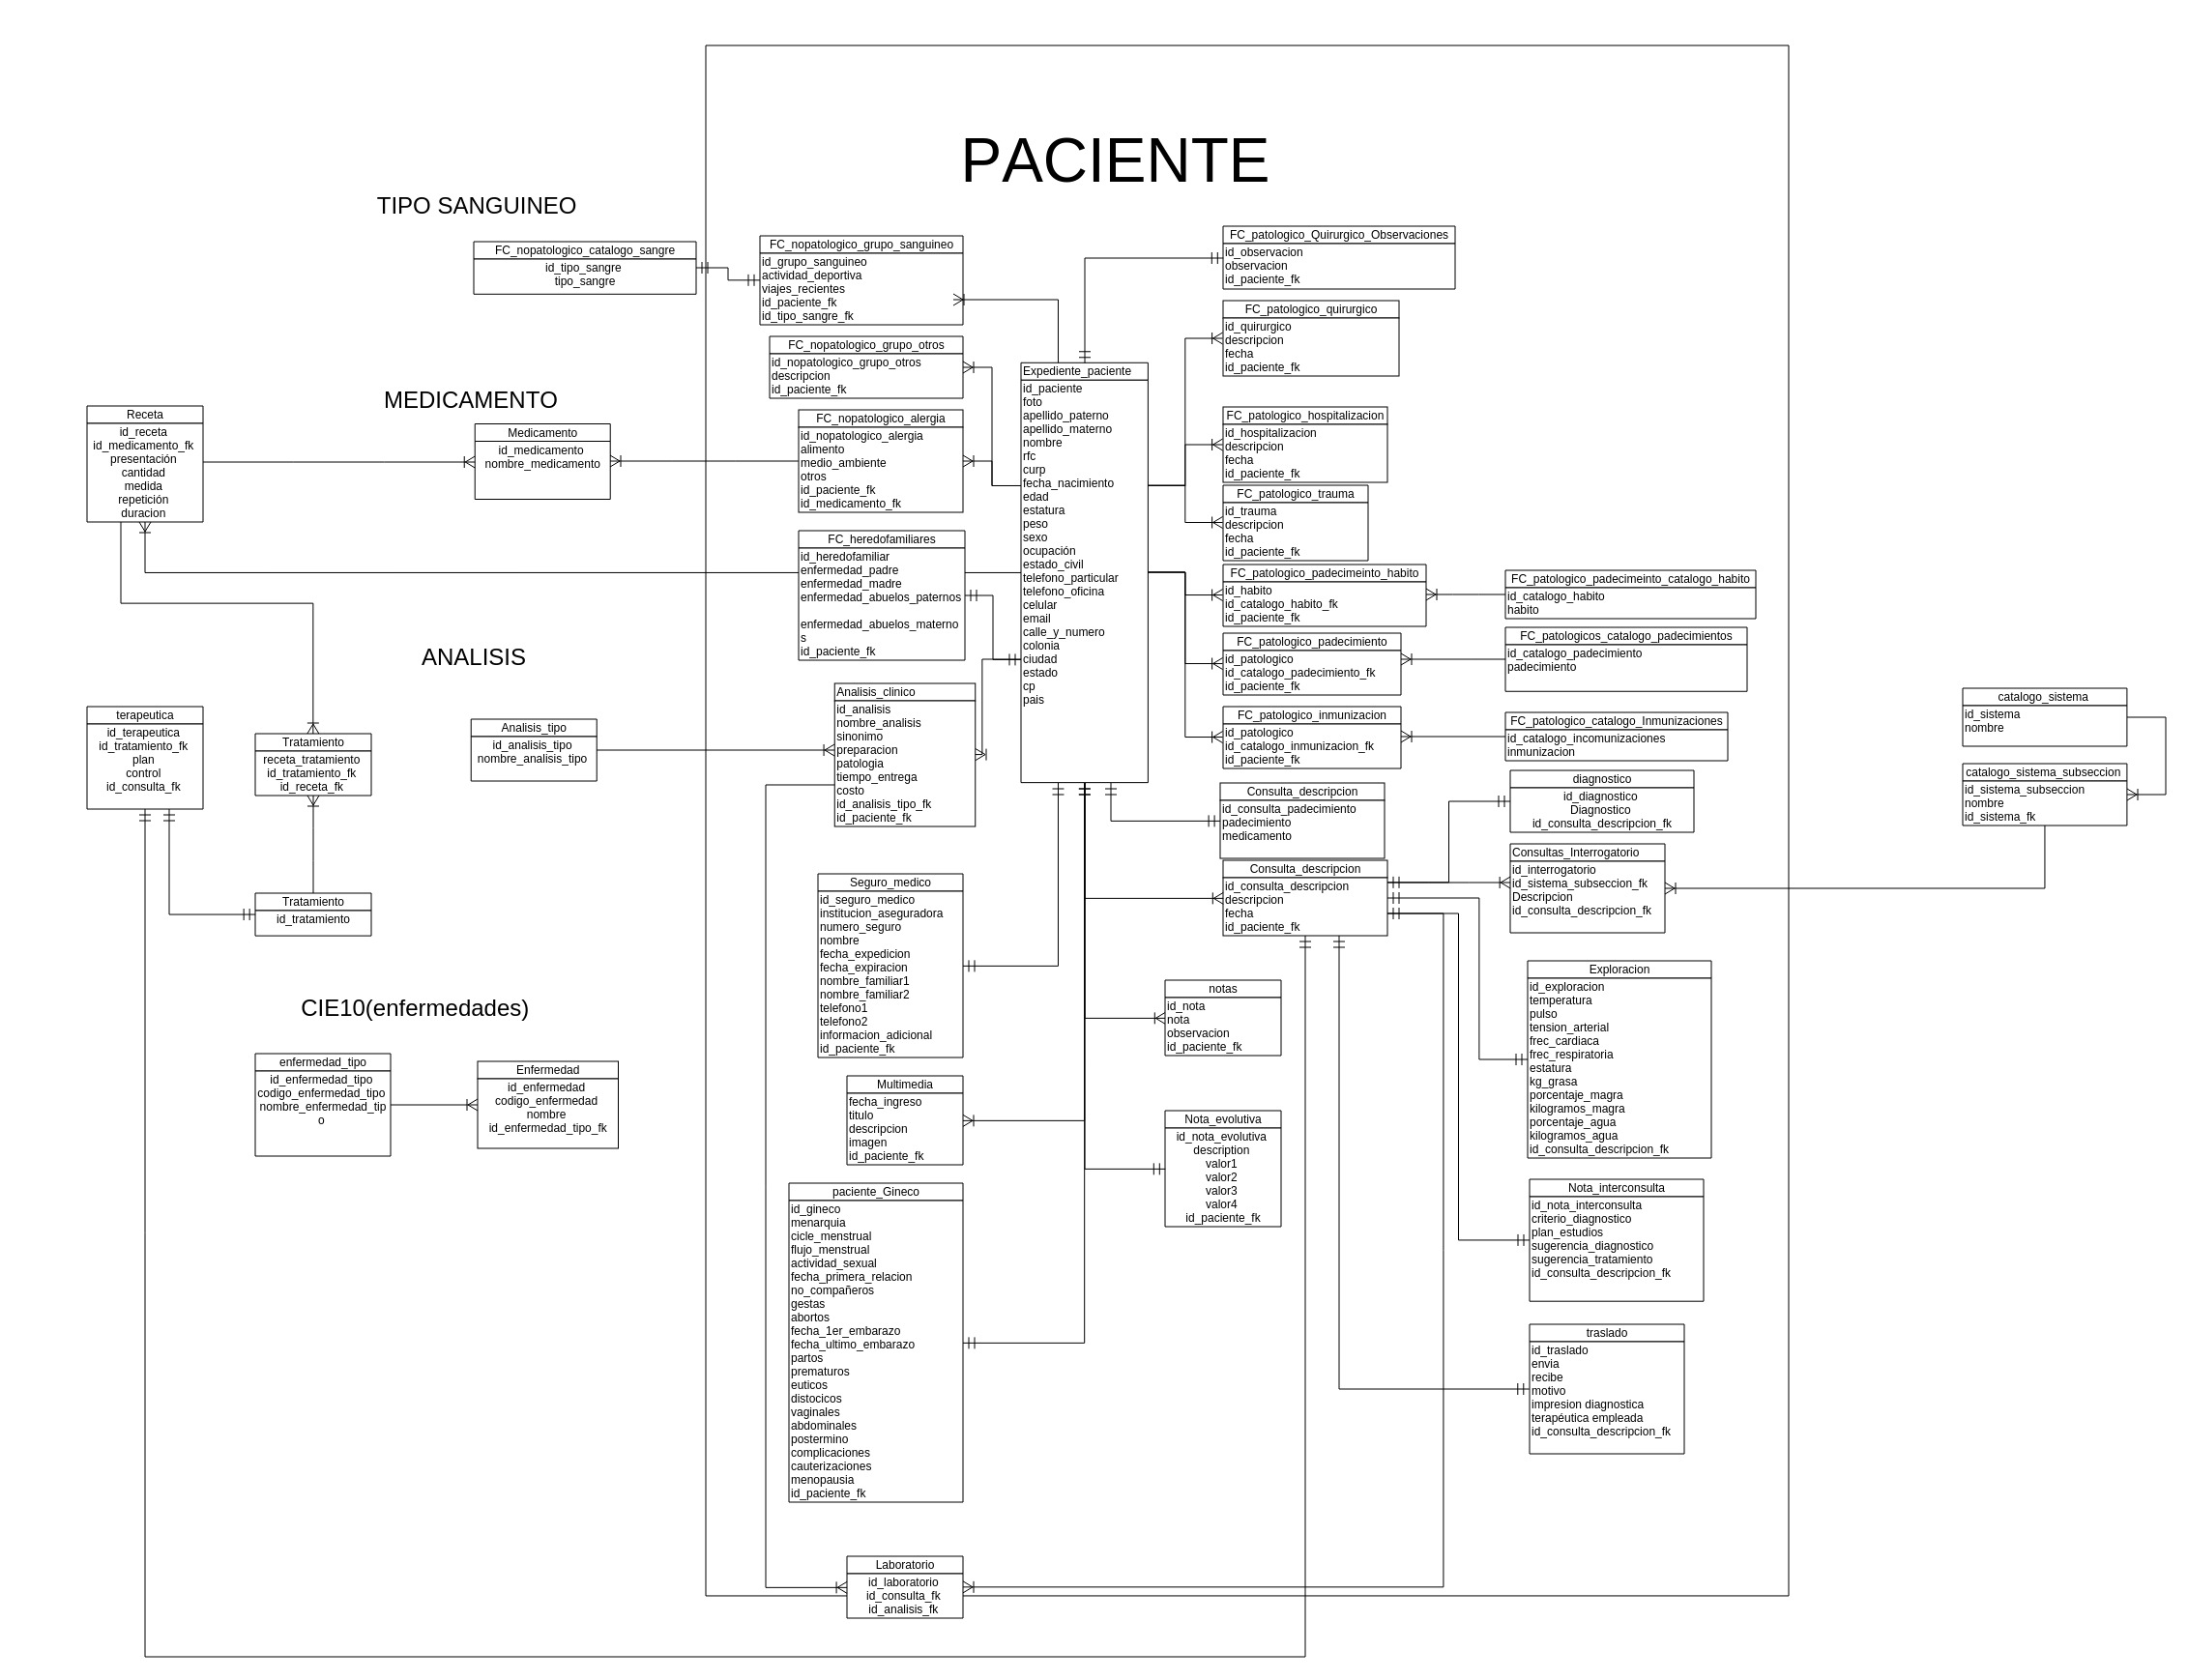 PACIENTE
TIPO SANGUINEO
FC_nopatologico_catalogo_sangre
id_tipo_sangre
tipo_sangre
FC_nopatologico_grupo_sanguineo
id_grupo_sanguineo
actividad_deportiva
viajes_recientes
id_paciente_fk
id_tipo_sangre_fk
FC_patologico_Quirurgico_Observaciones
id_observacion
observacion
id_paciente_fk
FC_patologico_quirurgico
id_quirurgico
descripcion
fecha
id_paciente_fk
FC_nopatologico_grupo_otros
id_nopatologico_grupo_otros
descripcion
id_paciente_fk
Expediente_paciente
id_paciente
foto
apellido_paterno
apellido_materno
nombre
rfc
curp
fecha_nacimiento
edad
estatura
peso
sexo
ocupación
estado_civil
telefono_particular
telefono_oficina
celular
email
calle_y_numero
colonia
ciudad
estado
cp
pais
MEDICAMENTO
Receta
id_receta
id_medicamento_fk
presentación
cantidad
medida
repetición
duracion
Medicamento
id_medicamento
nombre_medicamento
FC_nopatologico_alergia
id_nopatologico_alergia
alimento
medio_ambiente
otros
id_paciente_fk
id_medicamento_fk
FC_patologico_hospitalizacion
id_hospitalizacion
descripcion
fecha
id_paciente_fk
FC_patologico_trauma
id_trauma
descripcion
fecha
id_paciente_fk
FC_heredofamiliares
id_heredofamiliar
enfermedad_padre
enfermedad_madre
enfermedad_abuelos_paternos
enfermedad_abuelos_materno
s
id_paciente_fk
FC_patologico_padecimeinto_habito
id_habito
id_catalogo_habito_fk
id_paciente_fk
FC_patologico_padecimeinto_catalogo_habito
id_catalogo_habito
habito
FC_patologico_padecimiento
id_patologico
id_catalogo_padecimiento_fk
id_paciente_fk
FC_patologicos_catalogo_padecimientos
id_catalogo_padecimiento
padecimiento
ANALISIS
terapeutica
id_terapeutica
id_tratamiento_fk
plan
control
id_consulta_fk
Tratamiento
receta_tratamiento
id_tratamiento_fk
id_receta_fk
Analisis_tipo
id_analisis_tipo
nombre_analisis_tipo
Analisis_clinico
id_analisis
nombre_analisis
sinonimo
preparacion
patologia
tiempo_entrega
costo
id_analisis_tipo_fk
id_paciente_fk
FC_patologico_inmunizacion
id_patologico
id_catalogo_inmunizacion_fk
id_paciente_fk
FC_patologico_catalogo_Inmunizaciones
id_catalogo_incomunizaciones
inmunizacion
catalogo_sistema
id_sistema
nombre
catalogo_sistema_subseccion
id_sistema_subseccion
nombre
id_sistema_fk
Consulta_descripcion
id_consulta_padecimiento
padecimiento
medicamento
diagnostico
id_diagnostico
Diagnostico
id_consulta_descripcion_fk
Consulta_descripcion
id_consulta_descripcion
descripcion
fecha
id_paciente_fk
Consultas_Interrogatorio
id_interrogatorio
id_sistema_subseccion_fk
Descripcion
id_consulta_descripcion_fk
Tratamiento
id_tratamiento
Seguro_medico
id_seguro_medico
institucion_aseguradora
numero_seguro
nombre
fecha_expedicion
fecha_expiracion
nombre_familiar1
nombre_familiar2
telefono1
telefono2
informacion_adicional
id_paciente_fk
notas
id_nota
nota
observacion
id_paciente_fk
Exploracion
id_exploracion
temperatura
pulso
tension_arterial
frec_cardiaca
frec_respiratoria
estatura
kg_grasa
porcentaje_magra
kilogramos_magra
porcentaje_agua
kilogramos_agua
id_consulta_descripcion_fk
CIE10(enfermedades)
enfermedad_tipo
id_enfermedad_tipo
codigo_enfermedad_tipo
nombre_enfermedad_tip
o
Enfermedad
id_enfermedad
codigo_enfermedad
nombre
id_enfermedad_tipo_fk
Multimedia
fecha_ingreso
titulo
descripcion
imagen
id_paciente_fk
Nota_evolutiva
id_nota_evolutiva
description
valor1
valor2
valor3
valor4
id_paciente_fk
paciente_Gineco
id_gineco
menarquia
cicle_menstrual
flujo_menstrual
actividad_sexual
fecha_primera_relacion
no_compañeros
gestas
abortos
fecha_1er_embarazo
fecha_ultimo_embarazo
partos
prematuros
euticos
distocicos
vaginales
abdominales
postermino
complicaciones
cauterizaciones
menopausia
id_paciente_fk
Nota_interconsulta
id_nota_interconsulta
criterio_diagnostico
plan_estudios
sugerencia_diagnostico
sugerencia_tratamiento
id_consulta_descripcion_fk
traslado
id_traslado
envia
recibe
motivo
impresion diagnostica
terapéutica empleada
id_consulta_descripcion_fk
Laboratorio
id_laboratorio
id_consulta_fk
id_analisis_fk